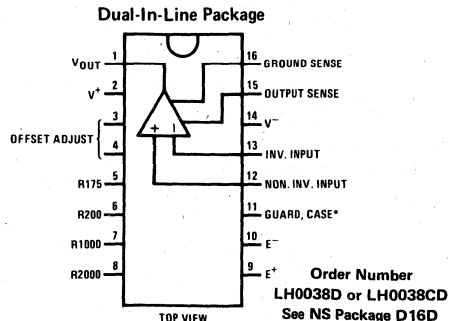 Dual-In-Line Package
VOUT 1
V+ 2
3
OFFSET ADJUST
4
R175 5
R200 6
R1000 7
R2000 8
16 GROUND SENSE
15 OUTPUT SENSE
14 V−
13 INV. INPUT
12 NON. INV. INPUT
11 GUARD, CASE*
10 E−
9 E+
+ −
TOP VIEW
Order Number
LH0038D or LH0038CD
See NS Package D16D